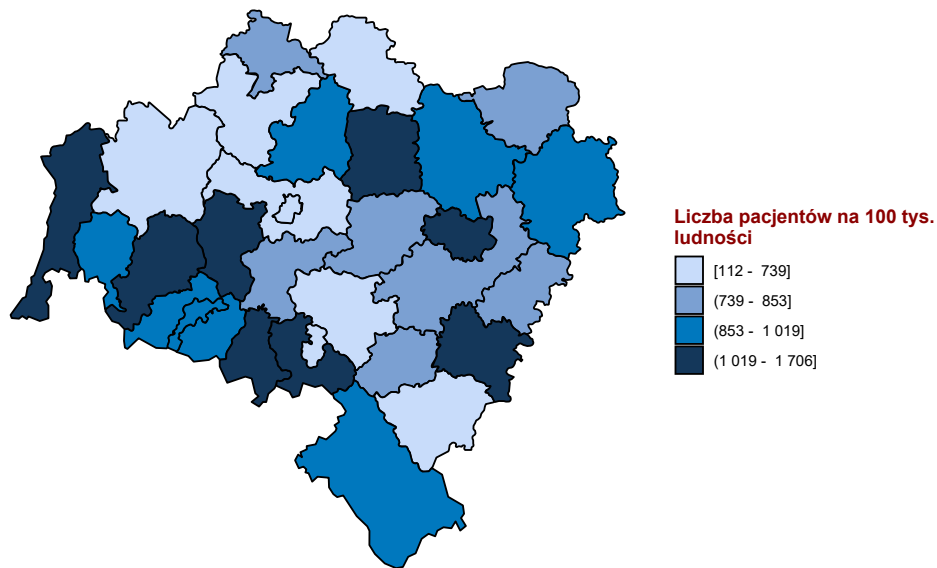 Liczba pacjentów na 100 tys.
ludności
[112 - 739]
(739 - 853]
(853 - 1 019]
(1 019 - 1 706]